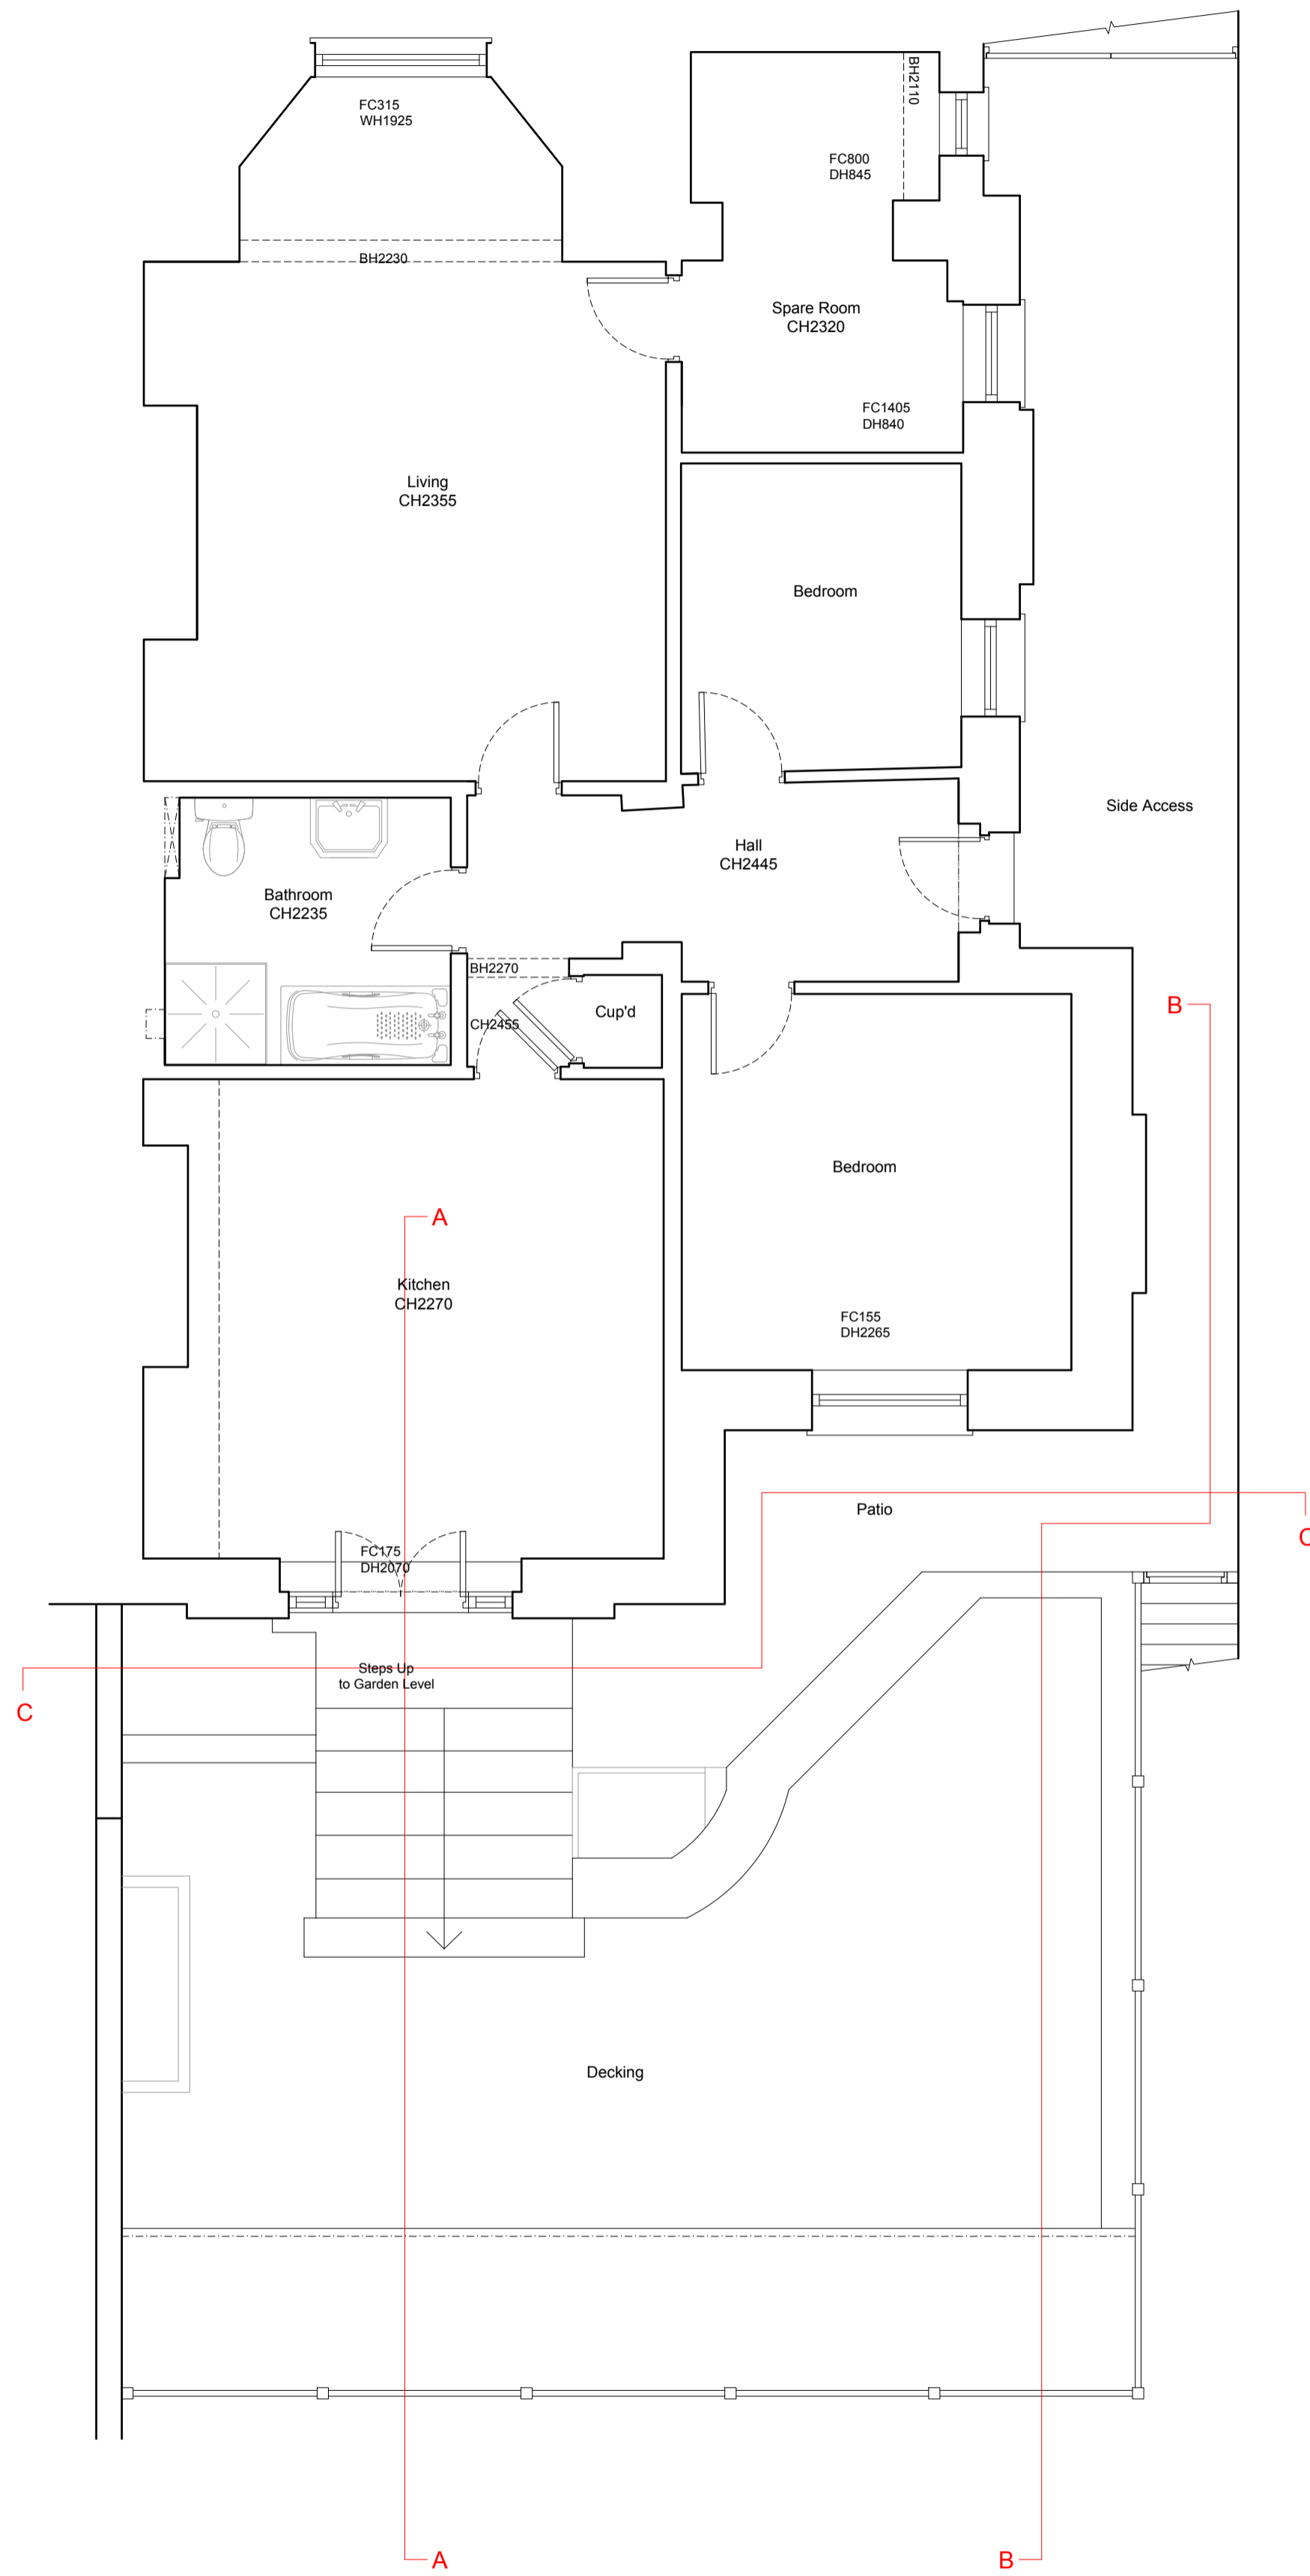 FC315
WH1925
BH2110
FC800
DH845
BH2230
Spare Room
CH2320
FC1405
DH840
Living
CH2355
Bedroom
Side Access
Hall
CH2445
Bathroom
CH2235
BH2270
Cup'd
CH2455
B
Bedroom
A
Kitchen
CH2270
FC155
DH2265
Patio
C
FC175
DH2070
Steps Up
to Garden Level
C
Decking
A
B